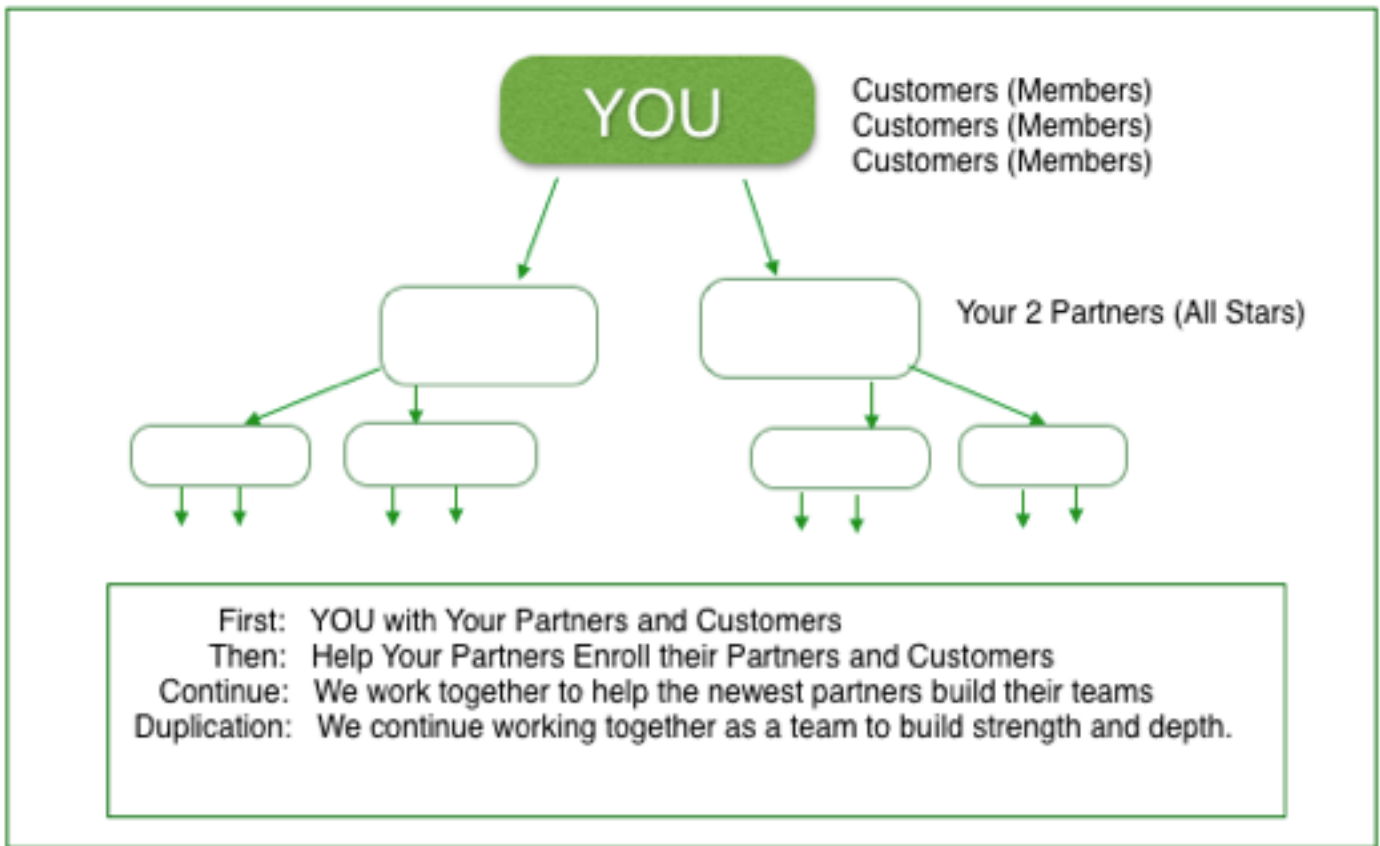 YOU
Customers (Members)
Customers (Members)
Customers (Members)
Your 2 Partners (All Stars)
First: YOU with Your Partners and Customers
Then: Help Your Partners Enroll their Partners and Customers
Continue: We work together to help the newest partners build their teams
Duplication: We continue working together as a team to build strength and depth.